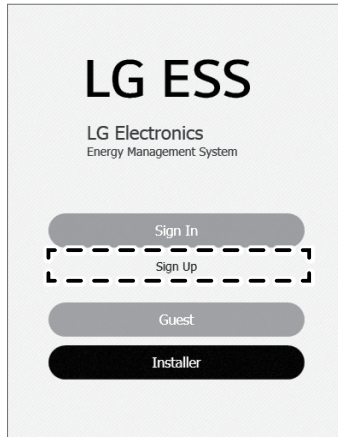 LG ESS
LG Electronics
Energy Management System
Sign In
Sign Up
Guest
Installer